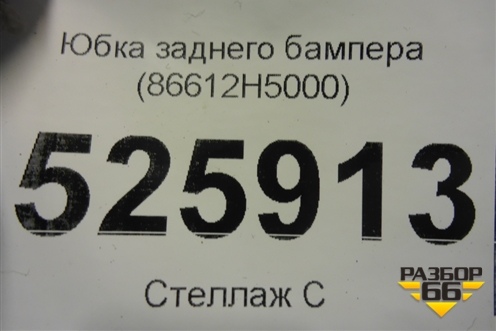 Юбка заднего бампера
(86612H5000)
525913
Стеллаж С
РАЗБОР
66